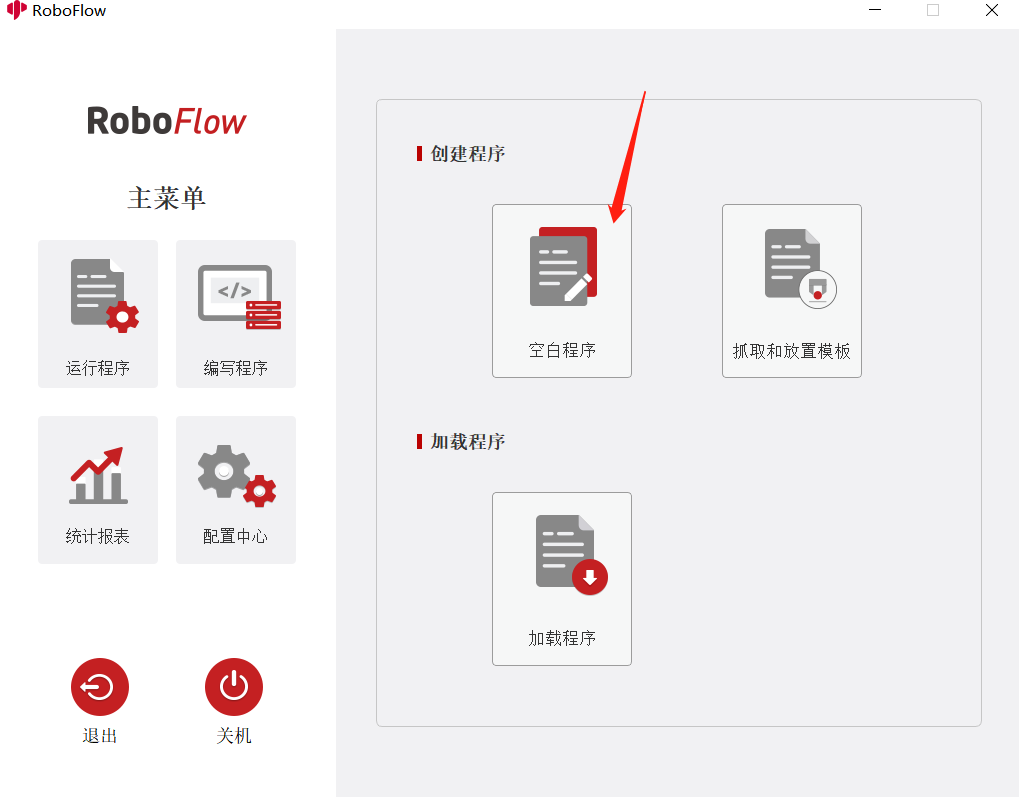 RoboFlow
RoboFlow
主菜单
运行程序
编写程序
统计报表
配置中心
退出
关机
创建程序
空白程序
抓取和放置模板
加载程序
加载程序